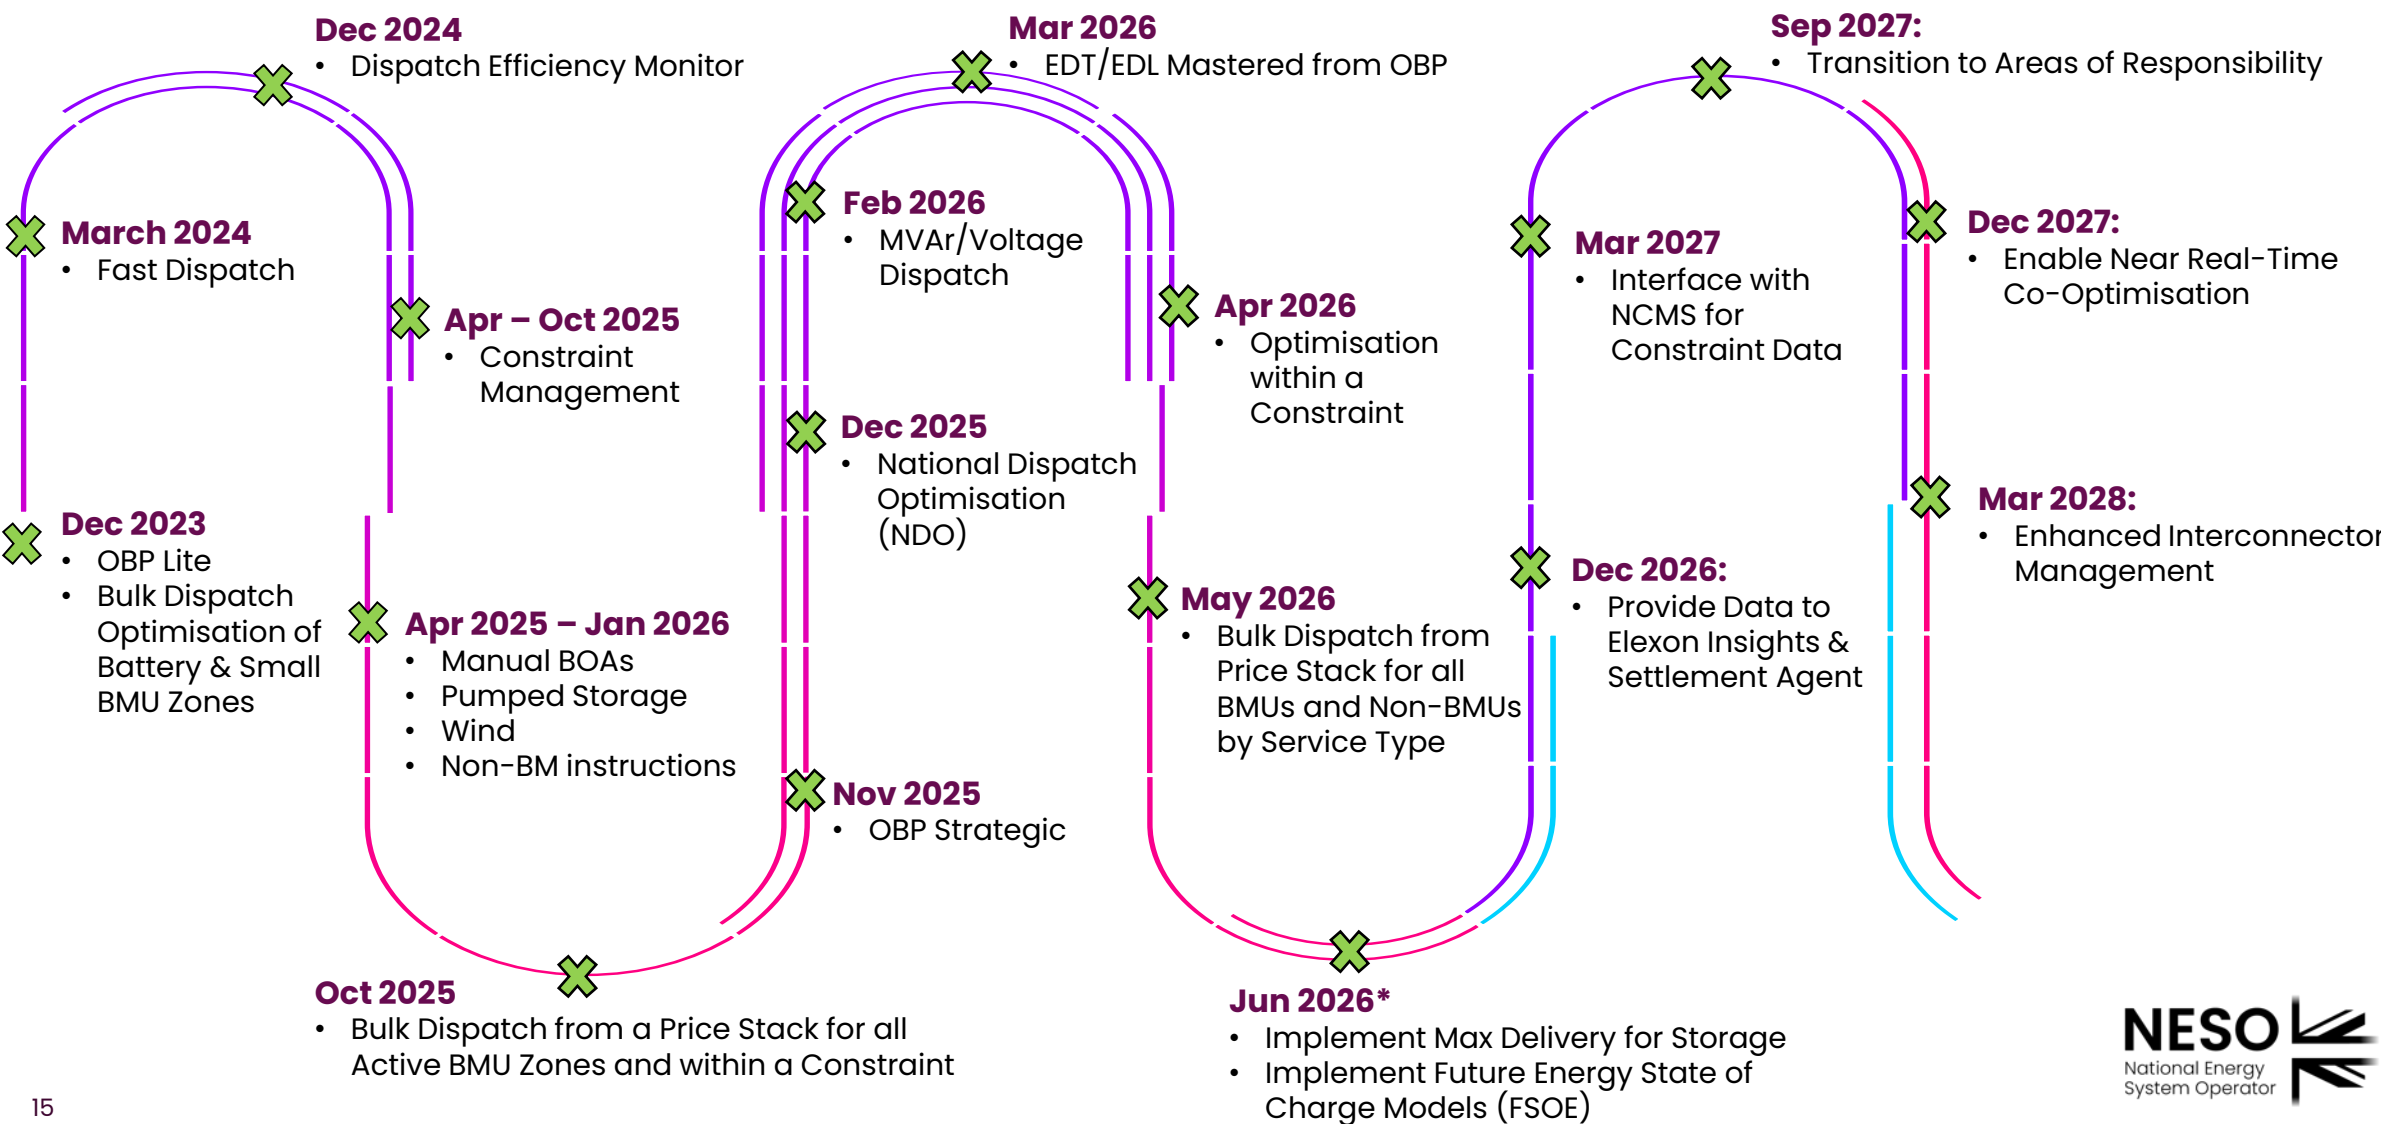 Dec 2023
• OBP Lite
• Bulk Dispatch
Optimisation of
Battery & Small
BMU Zones
March 2024
• Fast Dispatch
Dec 2024
• Dispatch Efficiency Monitor
Apr – Oct 2025
• Constraint
Management
Apr 2025 – Jan 2026
• Manual BOAs
• Pumped Storage
• Wind
• Non-BM instructions
Oct 2025
• Bulk Dispatch from a Price Stack for all
Active BMU Zones and within a Constraint
Nov 2025
• OBP Strategic
Dec 2025
• National Dispatch
Optimisation
(NDO)
Feb 2026
• MVAr/Voltage
Dispatch
Mar 2026
• EDT/EDL Mastered from OBP
Apr 2026
• Optimisation
within a
Constraint
May 2026
• Bulk Dispatch from
Price Stack for all
BMUs and Non-BMUs
by Service Type
Jun 2026*
• Implement Max Delivery for Storage
• Implement Future Energy State of
Charge Models (FSOE)
Dec 2026:
• Provide Data to
Elexon Insights &
Settlement Agent
Mar 2027
• Interface with
NCMS for
Constraint Data
Sep 2027:
• Transition to Areas of Responsibility
Dec 2027:
• Enable Near Real-Time
Co-Optimisation
Mar 2028:
• Enhanced Interconnector
Management
15
NESO
National Energy
System Operator